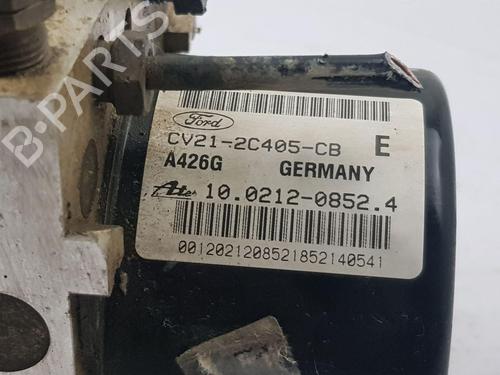 Ford
CV21-2C405-CB E
A426G GERMANY
Ate 10.0212-0852.4
00120212085218521405​41
B-PARTS